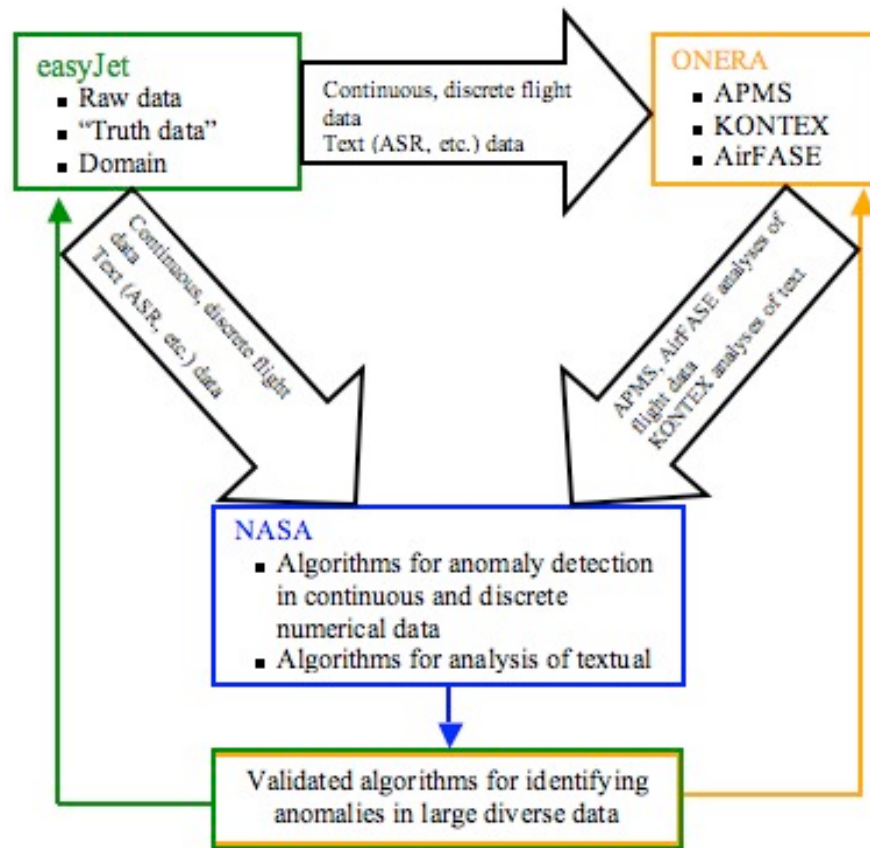 easyJet
▪ Raw data
▪ “Truth data”
▪ Domain
Continuous, discrete flight
data
Text (ASR, etc.) data
ONERA
▪ APMS
▪ KONTEX
▪ AirFASE
Continuous, discrete flight
data
Text (ASR, etc.) data
APMS, AirFASE analyses of
flight data
KONTEX analyses of text
NASA
▪ Algorithms for anomaly detection
in continuous and discrete
numerical data
▪ Algorithms for analysis of textual
Validated algorithms for identifying
anomalies in large diverse data